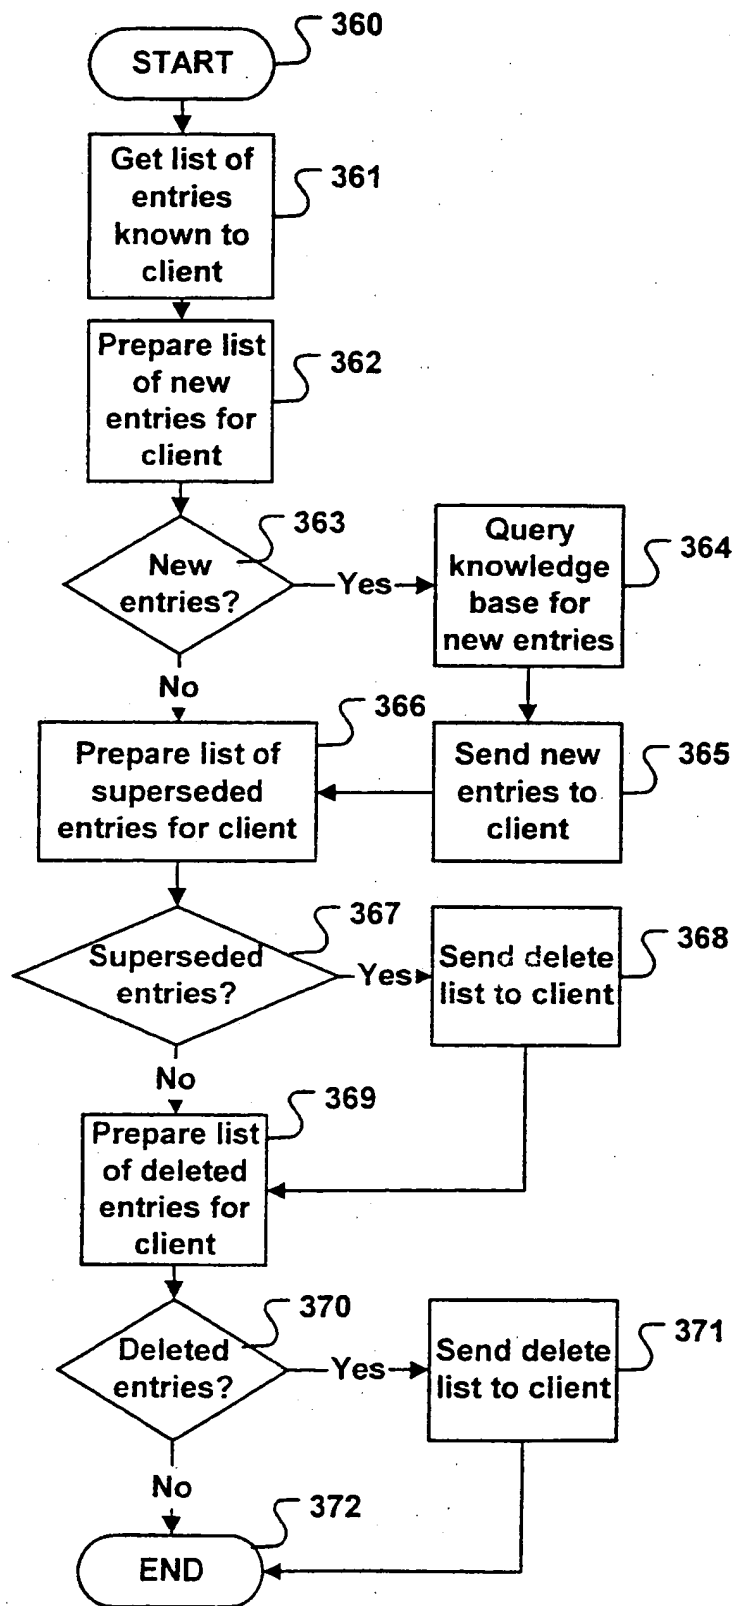 START
360
Get list of
entries
known to
client
361
Prepare list
of new
entries for
client
362
New
entries?
363
Yes
Query
knowledge
base for
new entries
364
No
Prepare list of
superseded
entries for client
366
Send new
entries to
client
365
Superseded
entries?
367
Yes
Send delete
list to client
368
No
Prepare list
of deleted
entries for
client
369
Deleted
entries?
370
Yes
Send delete
list to client
371
No
END
372